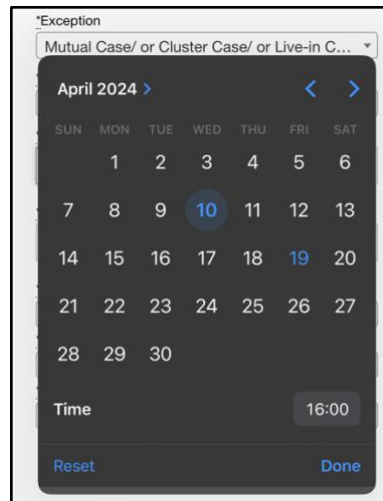 *Exception
Mutual Case/ or Cluster Case/ or Live-in C...
April 2024 >
SUN MON TUE WED THU FRI SAT
1 2 3 4 5 6
7 8 9 10 11 12 13
14 15 16 17 18 19 20
21 22 23 24 25 26 27
28 29 30
Time 16:00
Reset Done